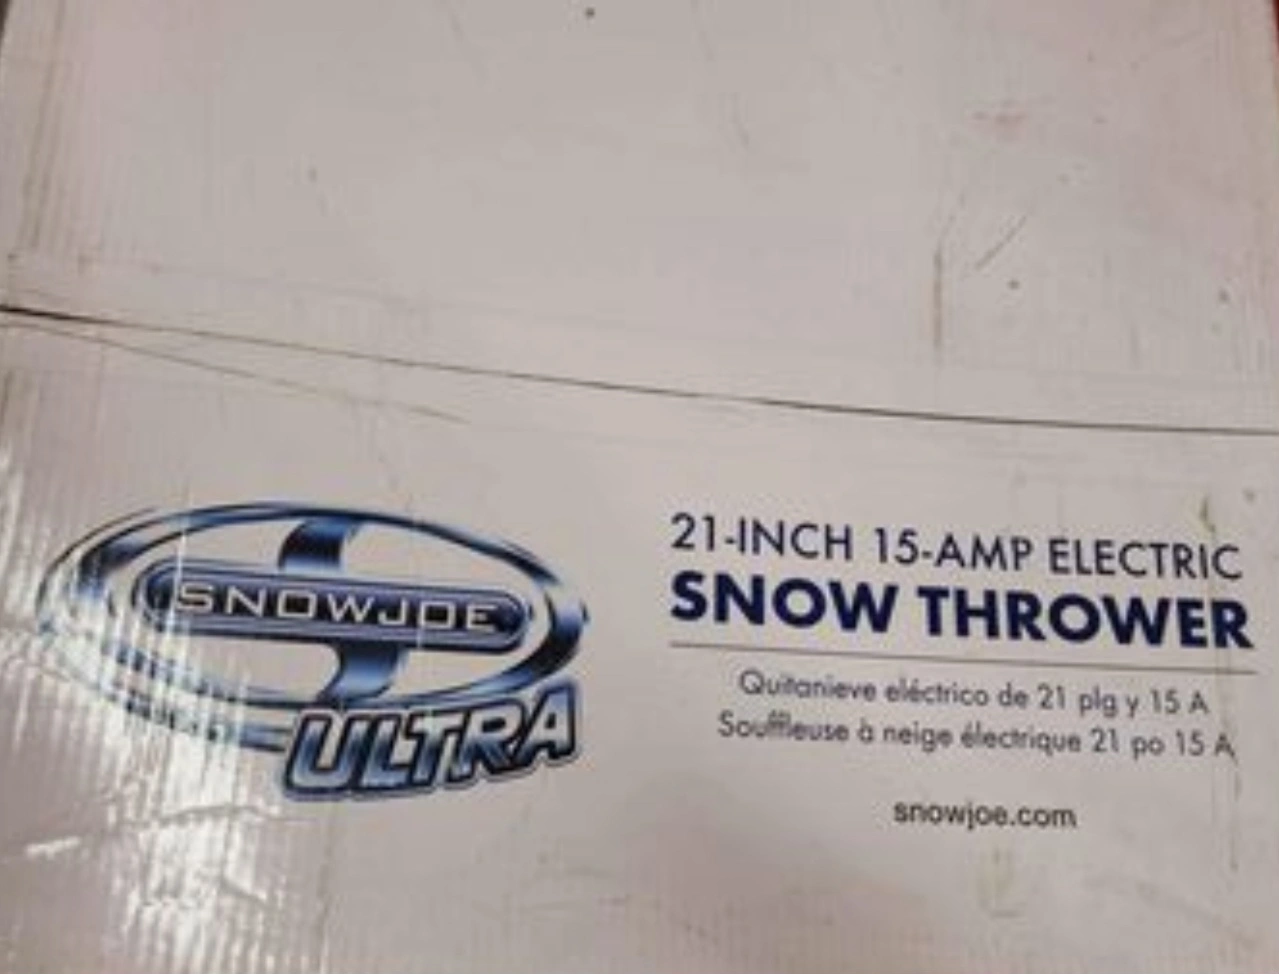 SNOWJOE
ULTRA
21-INCH 15-AMP ELECTRIC
SNOW THROWER
Quitanieve eléctrico de 21 plg y 15 A
Souffleuse à neige électrique 21 po 15 A
snowjoe.com